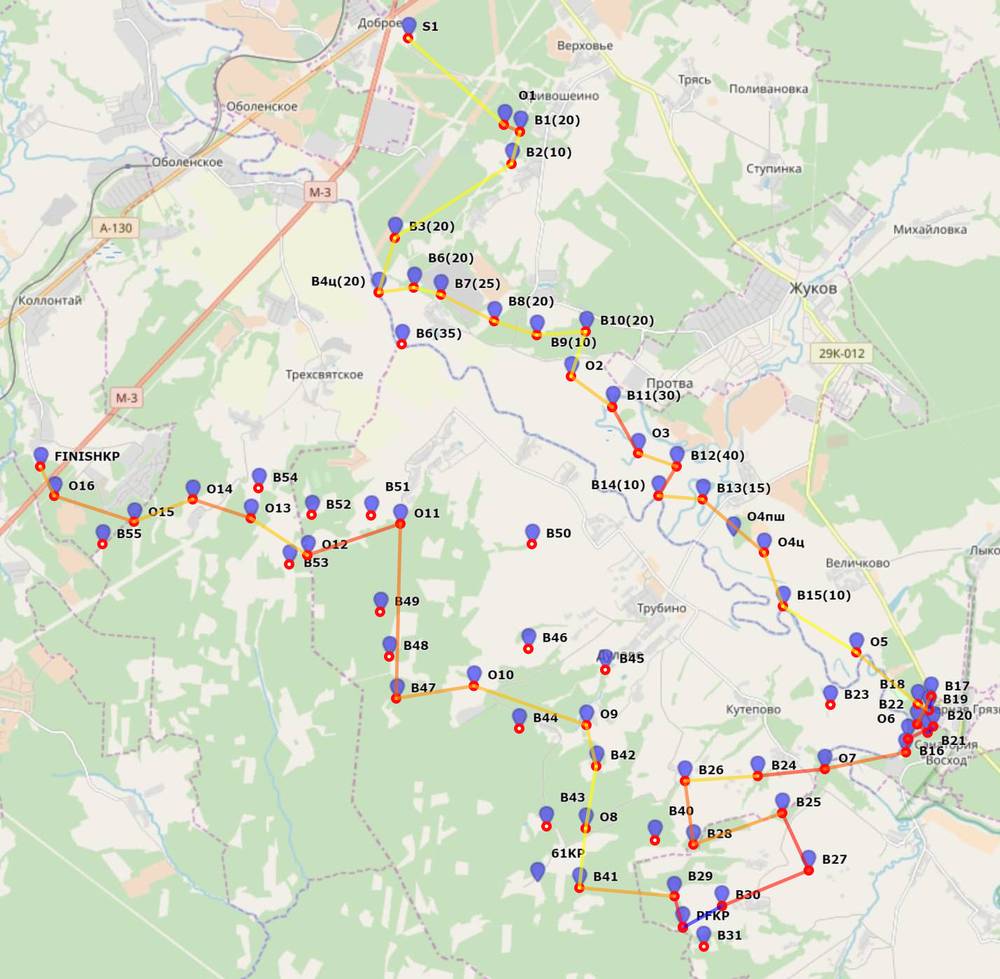 Доброе
S1
Верховье
Трясь
Поливановка
O1
ривошеино
B1(20)
Оболенское
B2(10)
Оболенское
Ступинка
М-3
B3(20)
А-130
Михайловка
B6(20)
B4ц(20)
B7(25)
Жуков
Коллонтай
B8(20)
B10(20)
B6(35)
B9(10)
29К-012
O2
Трехсвятское
Протва
М-3
B11(30)
O3
FINISHKP
B12(40)
B54
B51
O16
O14
B14(10)
B13(15)
B52
O13
O15
O11
O4пш
B55
B50
O12
O4ц
Лыко
B53
Величково
B49
B15(10)
Трубино
B46
O5
B48
B45
O10
B47
B18
B17
B23
B19
B22
Кутепово
B44
O9
O6
B20
B21
Восход
B16
B42
O7
B24
B26
B43
B25
O8
B40
B28
61KP
B27
B41
B29
B30
PFKP
B31